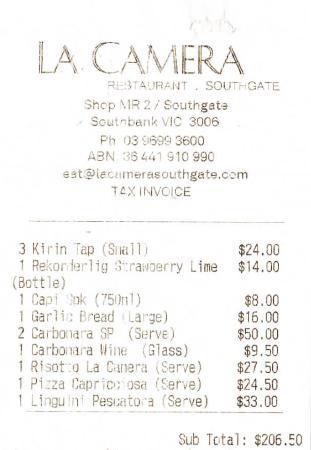 LA CAMERA
RESTAURANT . SOUTHGATE
Shop MR 2 / Southgate
Southbank VIC 3006
Ph 03 9699 3600
ABN 36 441 910 990
eat@lacamerasouthgate.com
TAX INVOICE
3 Kirin Tap (Small) $24.00
1 Rekorderlig Strawberry Lime $14.00
(Bottle)
1 Capi Spk (750ml) $8.00
1 Garlic Bread (Large) $16.00
2 Carbonara SP (Serve) $50.00
1 Carbonara Wine (Glass) $9.50
1 Risotto La Camera (Serve) $27.50
1 Pizza Capricciosa (Serve) $24.50
1 Linguini Pescatora (Serve) $33.00
Sub Total: $206.50